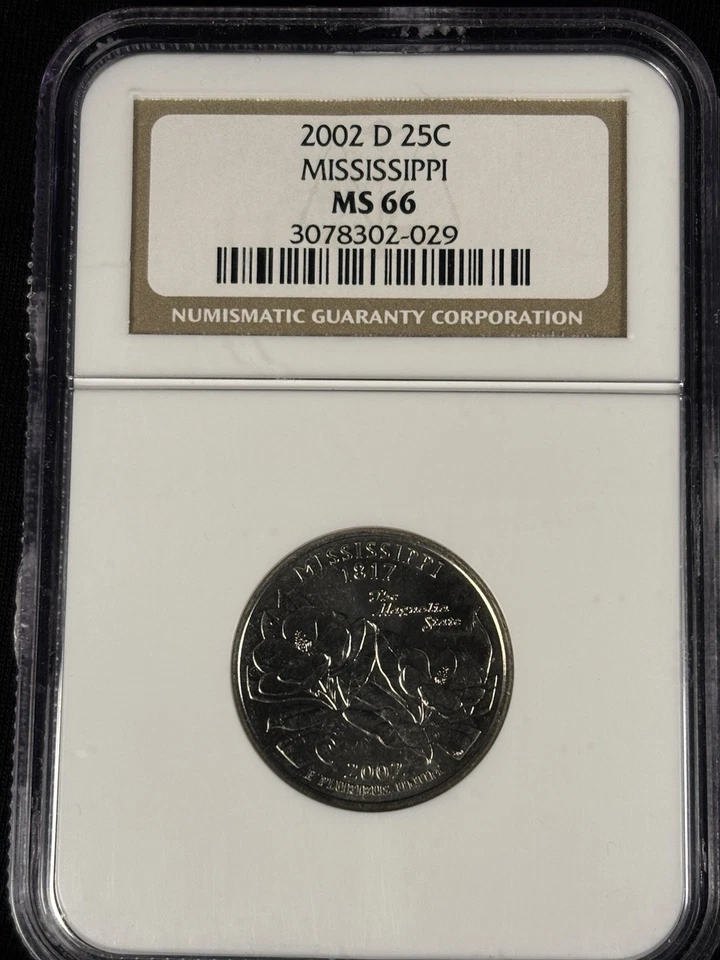 2002 D 25C
MISSISSIPPI
MS 66
3078302-029
NUMISMATIC GUARANTY CORPORATION
MISSISSIPPI
1817
The
Magnolia
State
2002
E PLURIBUS UNUM